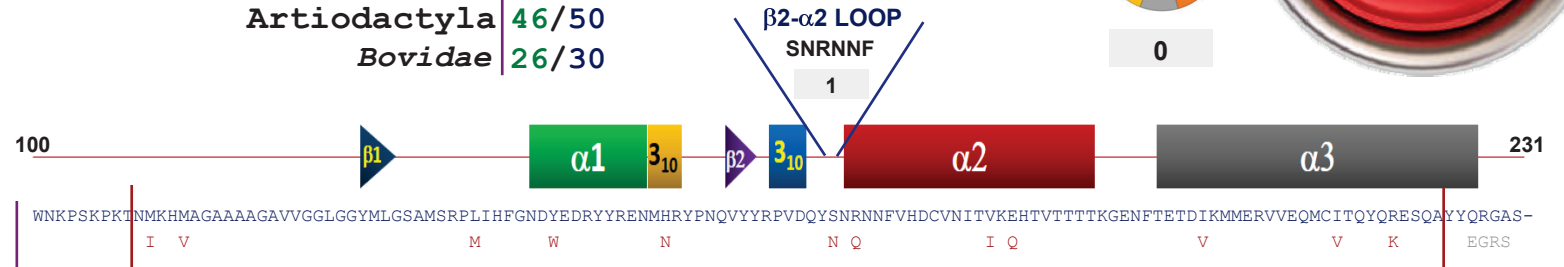 Artiodactyla 46/50
Bovidae 26/30
β2-α2 LOOP
SNRNNF
1
0
100 β1 α1 3₁₀ β2 3₁₀ α2 α3 231
WNKPSKPKTNMKHMAGAAAAGAVVGGLGGYMLGSAMSRPLIHFGNDYEDRYYRENMHRYPNQVYYRPVDQYSNRNNFVHDCVNITVKEHTVTTTTKGENFTETDIKMMERVVEQMCITQYQRESQAYYQRGAS-
I V M W N N Q I Q V V K EGRS